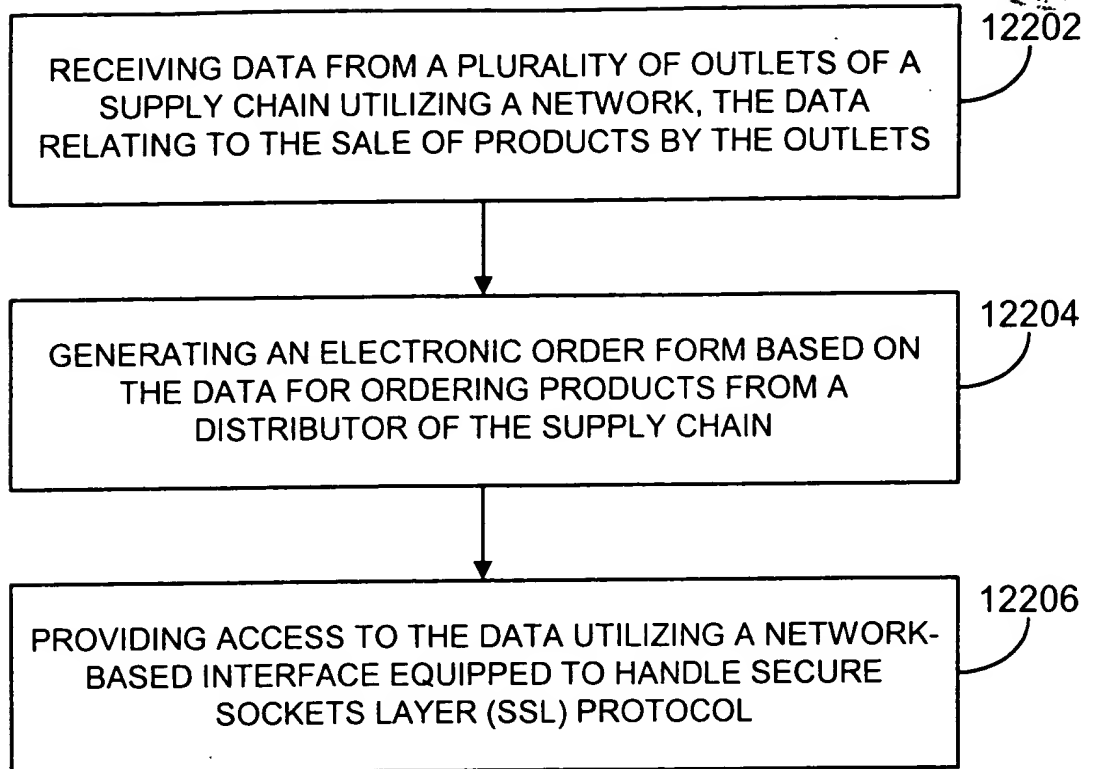 12202
RECEIVING DATA FROM A PLURALITY OF OUTLETS OF A
SUPPLY CHAIN UTILIZING A NETWORK, THE DATA
RELATING TO THE SALE OF PRODUCTS BY THE OUTLETS
12204
GENERATING AN ELECTRONIC ORDER FORM BASED ON
THE DATA FOR ORDERING PRODUCTS FROM A
DISTRIBUTOR OF THE SUPPLY CHAIN
12206
PROVIDING ACCESS TO THE DATA UTILIZING A NETWORK-
BASED INTERFACE EQUIPPED TO HANDLE SECURE
SOCKETS LAYER (SSL) PROTOCOL